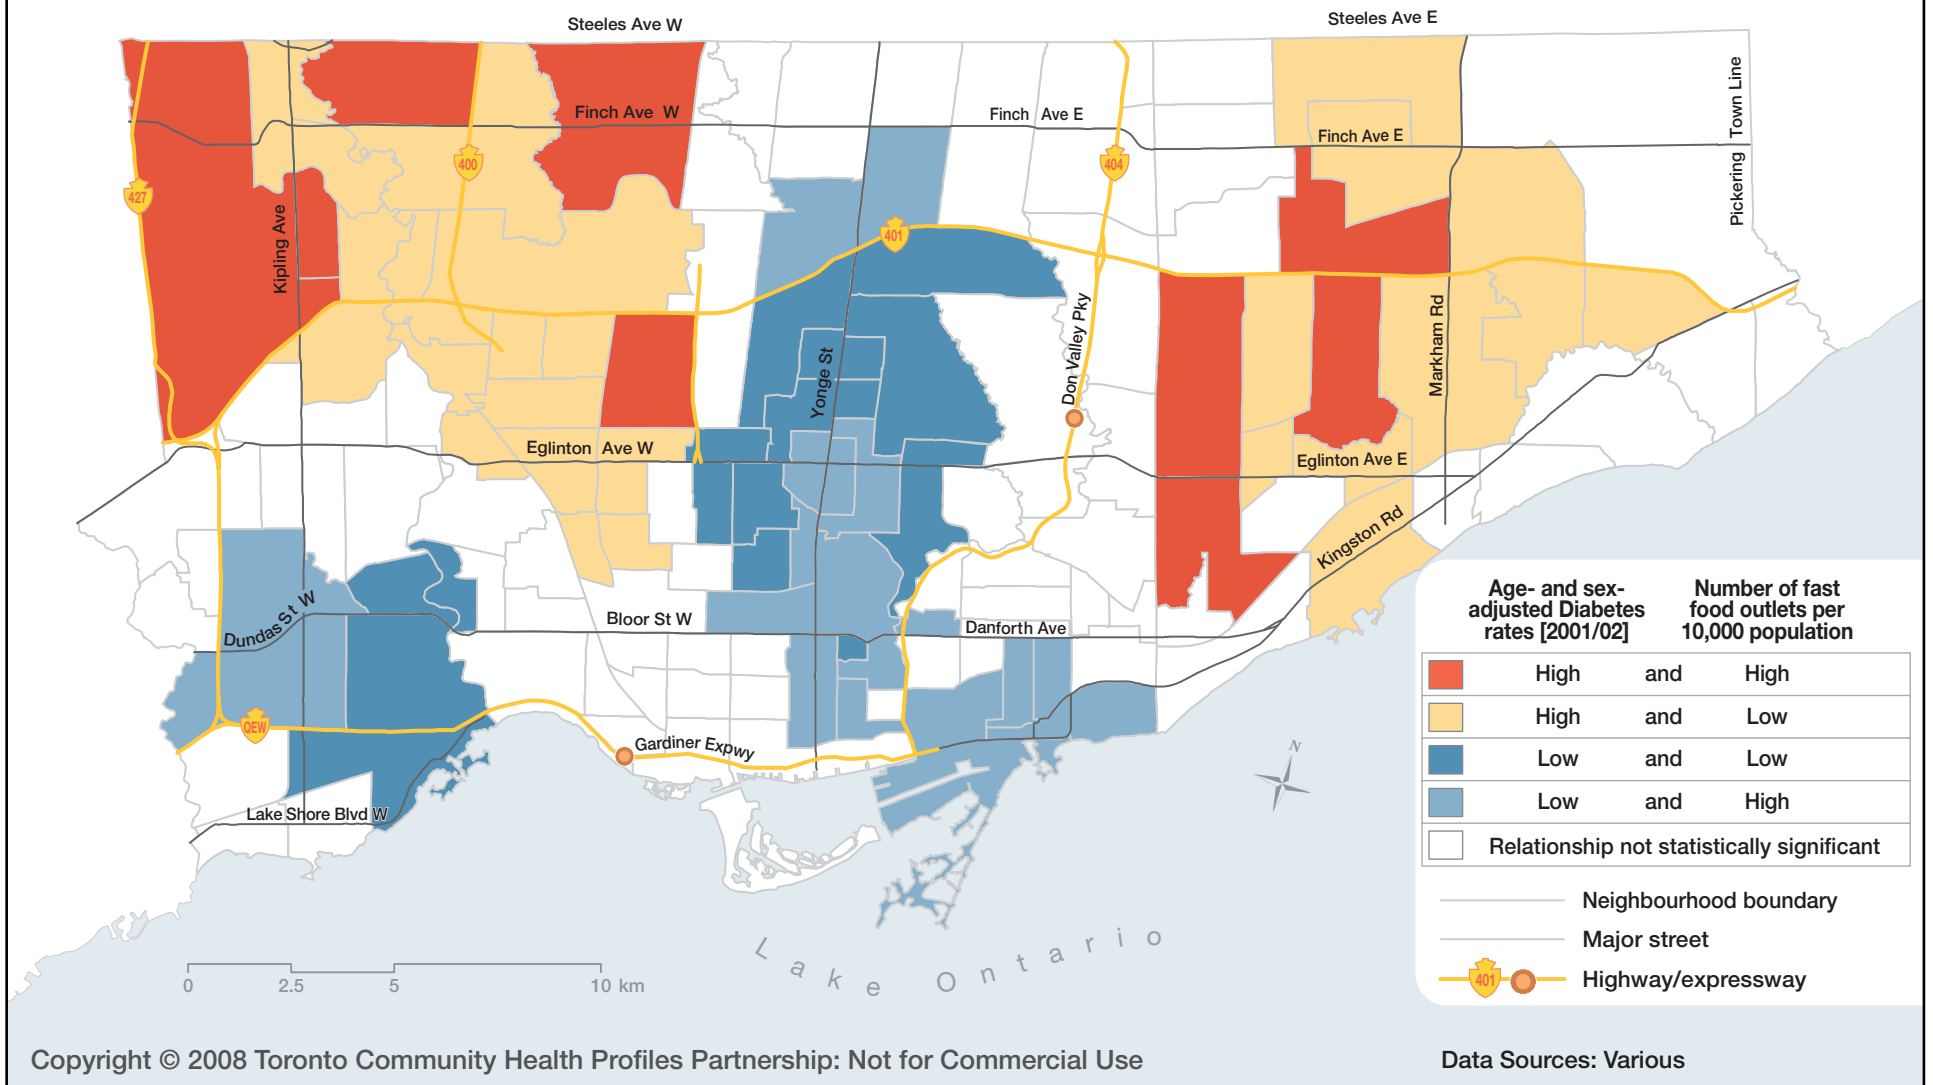 Steeles Ave W
Steeles Ave E
Finch Ave W
Finch Ave E
Finch Ave E
Pickering Town Line
400
404
427
401
Kipling Ave
Yonge St
Don Valley Pky
Markham Rd
Eglinton Ave W
Eglinton Ave E
Kingston Rd
Dundas St W
Bloor St W
Danforth Ave
QEW
Gardiner Expwy
Lake Shore Blvd W
N
Lake Ontario
0 2.5 5 10 km
Age- and sex-
adjusted Diabetes
rates [2001/02]
Number of fast
food outlets per
10,000 population
High and High
High and Low
Low and Low
Low and High
Relationship not statistically significant
Neighbourhood boundary
Major street
401 Highway/expressway
Copyright © 2008 Toronto Community Health Profiles Partnership: Not for Commercial Use
Data Sources: Various